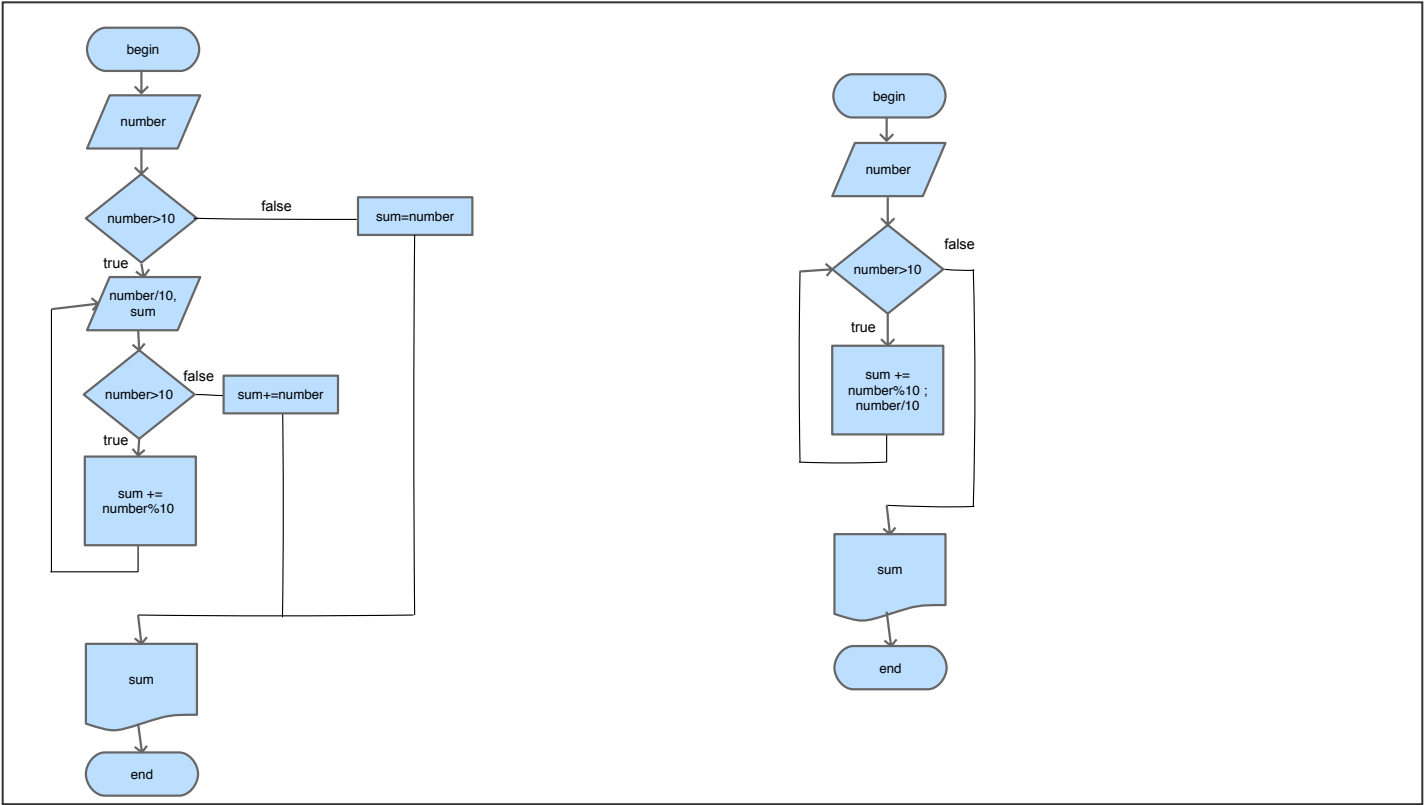 begin
number
number>10
false
sum=number
true
number/10,
sum
number>10
false
sum+=number
true
sum +=
number%10
sum
end
begin
number
number>10
false
true
sum +=
number%10 ;
number/10
sum
end